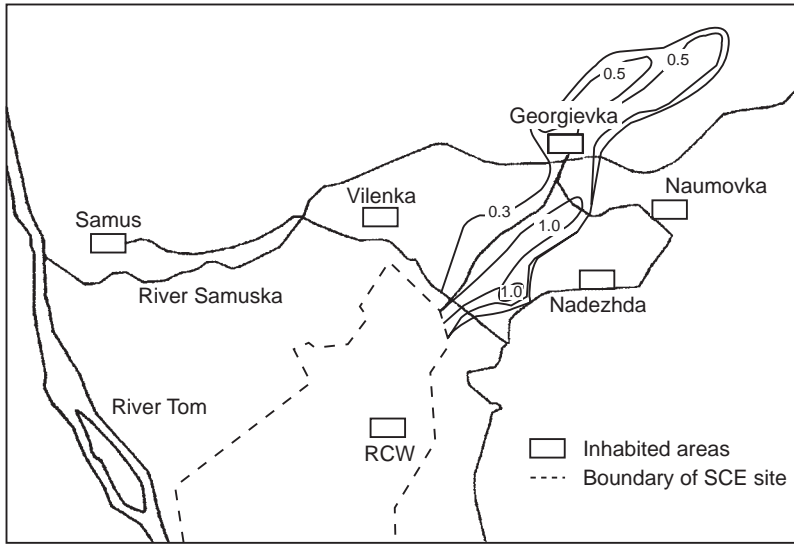 0.5
0.5
Georgievka
Naumovka
Vilenka
0.3
1.0
Samus
1.0
Nadezhda
River Samuska
River Tom
RCW
Inhabited areas
Boundary of SCE site